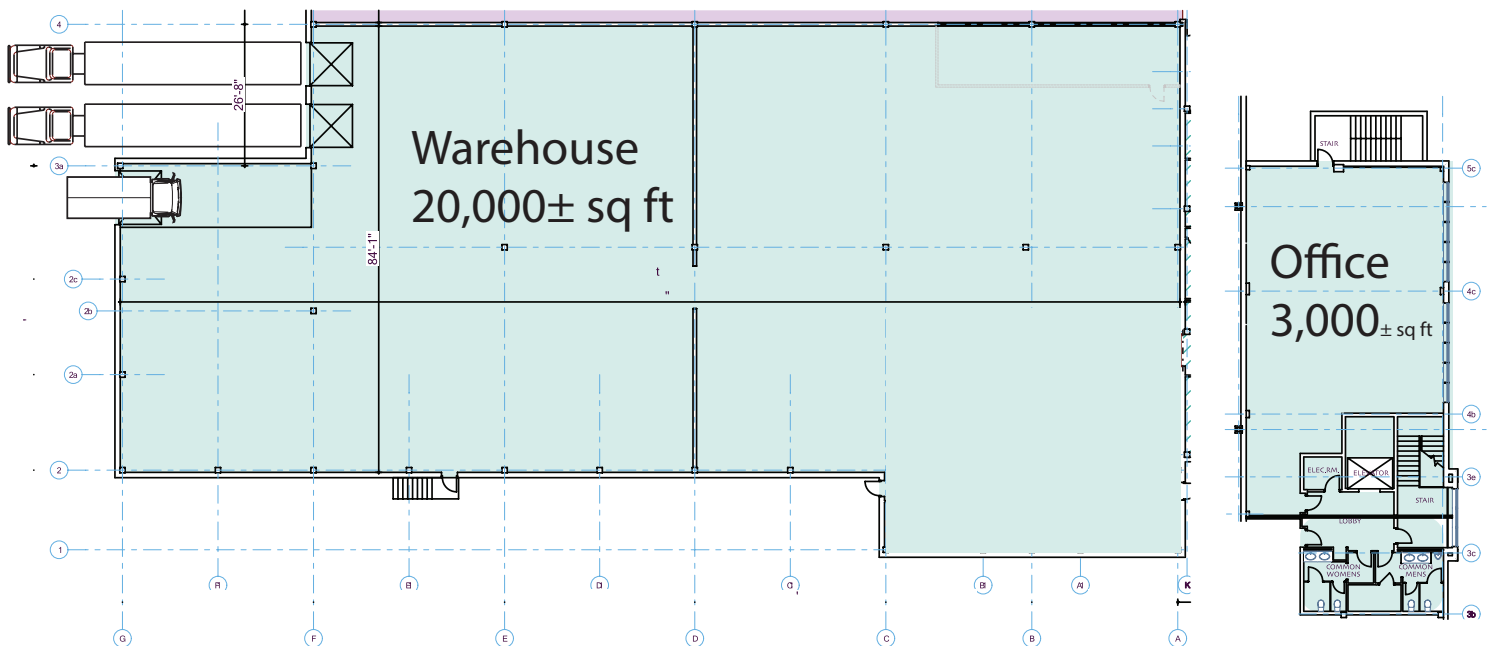 4
26'-8"
Warehouse
20,000± sq ft
3a
84'-1"
t
"
2c
2b
2a
2
1
G
F
E
D
C
B
A
STAIR
5c
Office
3,000± sq ft
4c
4b
ELEC.RM.
ELEVATOR
3e
STAIR
LOBBY
3c
COMMON
WOMENS
COMMON
MENS
3b